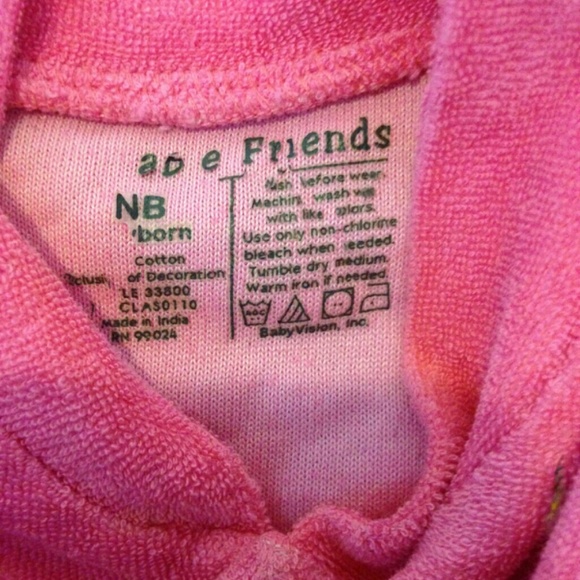 Friends
NB
born
Cotton
of Decoration
LE 33800
CLAS0110
Made in India
RN 99024
before wear.
Machine wash
with like colors.
Use only non-chlorine
bleach when needed.
Tumble dry medium.
Warm iron if needed.
BabyVision, Inc.